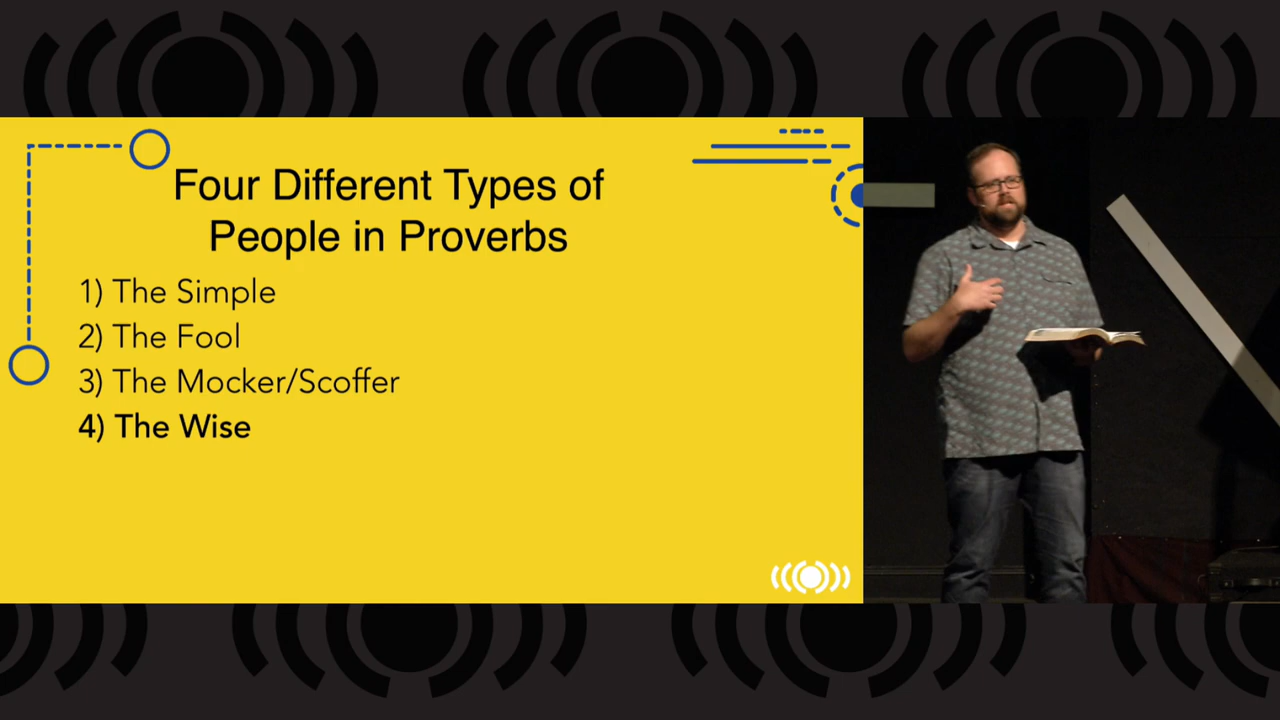 Four Different Types of
People in Proverbs
1) The Simple
2) The Fool
3) The Mocker/Scoffer
4) The Wise